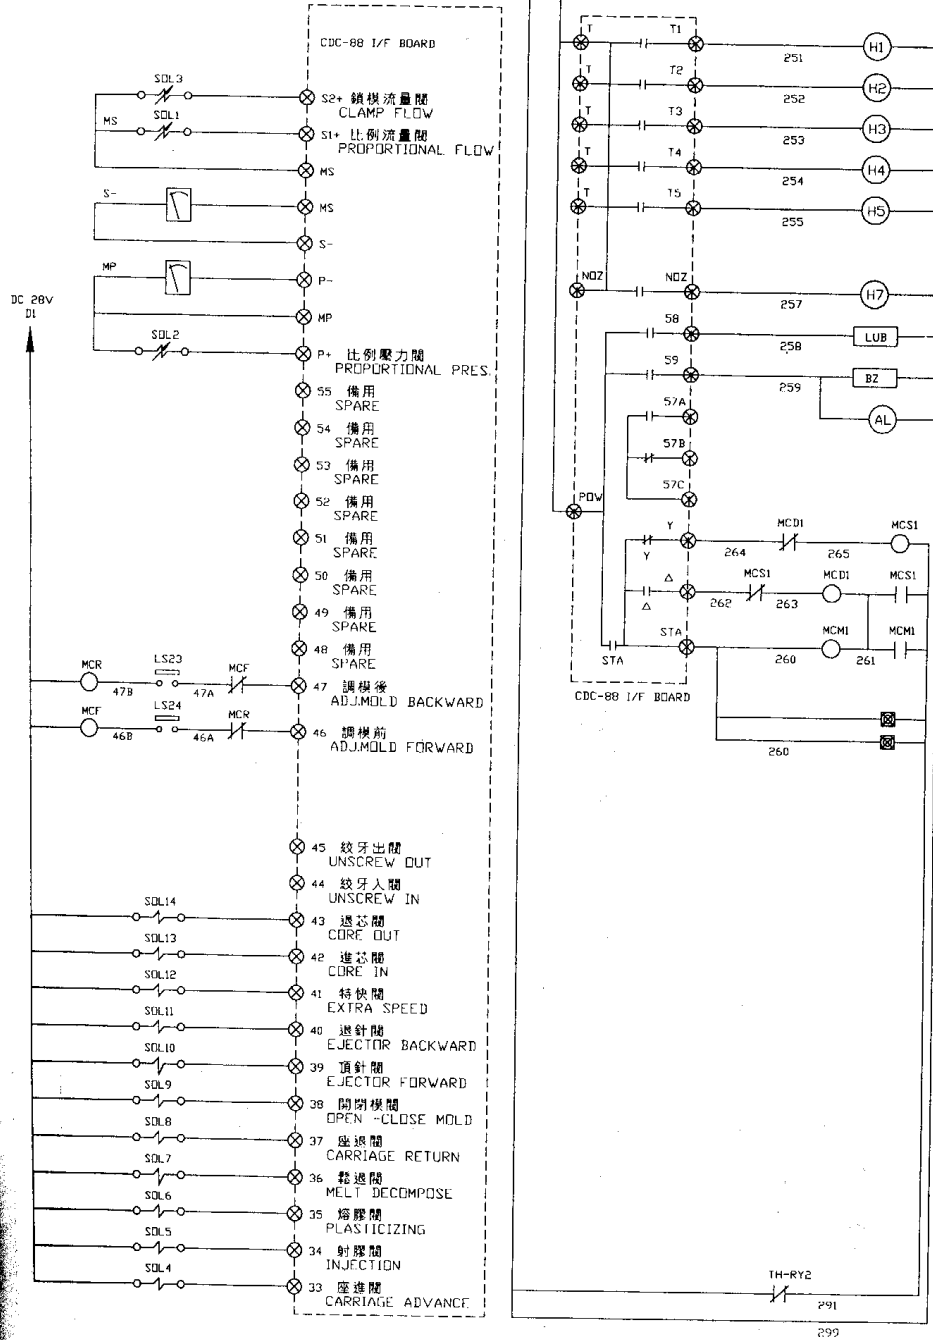 CDC-88 I/F BOARD
SOL3
S2+ 鎖模流量閥
CLAMP FLOW
MS
SOL1
S1+ 比例流量閥
PROPORTIONAL FLOW
MS
S-
MS
S-
MP
P-
DC 28V
D1
MP
SOL2
P+ 比例壓力閥
PROPORTIONAL PRES.
55 備用
SPARE
54 備用
SPARE
53 備用
SPARE
52 備用
SPARE
51 備用
SPARE
50 備用
SPARE
49 備用
SPARE
48 備用
SPARE
MCR
47B
LS23
47A
MCF
47 調模後
ADJ.MOLD BACKWARD
MCF
46B
LS24
46A
MCR
46 調模前
ADJ.MOLD FORWARD
45 絞牙出閥
UNSCREW OUT
44 絞牙入閥
UNSCREW IN
SOL14
43 退芯閥
CORE OUT
SOL13
42 進芯閥
CORE IN
SOL12
41 特快閥
EXTRA SPEED
SOL11
40 退針閥
EJECTOR BACKWARD
SOL10
39 頂針閥
EJECTOR FORWARD
SOL9
38 開閉模閥
OPEN -CLOSE MOLD
SOL8
37 座退閥
CARRIAGE RETURN
SOL7
36 鬆退閥
MELT DECOMPOSE
SOL6
35 熔膠閥
PLASTICIZING
SOL5
34 射膠閥
INJECTION
SOL4
33 座進閥
CARRIAGE ADVANCE
T
T1
251
H1
T
T2
252
H2
T
T3
253
H3
T
T4
254
H4
T
T5
255
H5
NOZ
NOZ
257
H7
58
258
LUB
59
259
BZ
AL
57A
57B
57C
POW
Y
Y
264
MCD1
265
MCS1
Δ
Δ
262
MCS1
263
MCD1
MCS1
STA
STA
260
MCM1
261
MCM1
CDC-88 I/F BOARD
260
TH-RY2
291
299